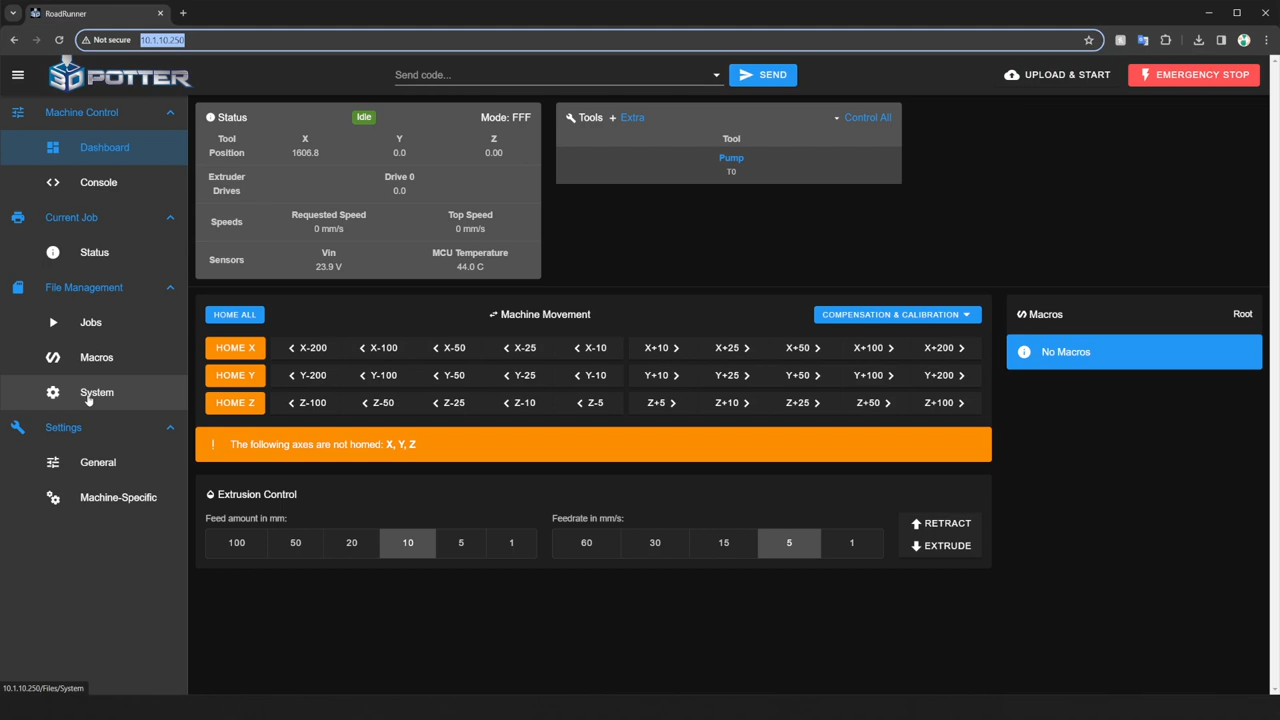 RoadRunner
Not secure
10.1.10.250
3D POTTER
Send code...
SEND
UPLOAD & START
EMERGENCY STOP
Machine Control
Dashboard
Console
Current Job
Status
File Management
Jobs
Macros
System
Settings
General
Machine-Specific
Status
Idle
Mode: FFF
Tool
Position
X
1606.8
Y
0.0
Z
0.00
Extruder
Drives
Drive 0
0.0
Speeds
Requested Speed
0 mm/s
Top Speed
0 mm/s
Sensors
Vin
23.9 V
MCU Temperature
44.0 C
Tools + Extra
Control All
Tool
Pump
T0
HOME ALL
Machine Movement
COMPENSATION & CALIBRATION
HOME X X-200 X-100 X-50 X-25 X-10 X+10 X+25 X+50 X+100 X+200
HOME Y Y-200 Y-100 Y-50 Y-25 Y-10 Y+10 Y+25 Y+50 Y+100 Y+200
HOME Z Z-100 Z-50 Z-25 Z-10 Z-5 Z+5 Z+10 Z+25 Z+50 Z+100
! The following axes are not homed: X, Y, Z
Extrusion Control
Feed amount in mm:
100 50 20 10 5 1
Feedrate in mm/s:
60 30 15 5 1
RETRACT
EXTRUDE
Macros
Root
No Macros
10.1.10.250/Files/System